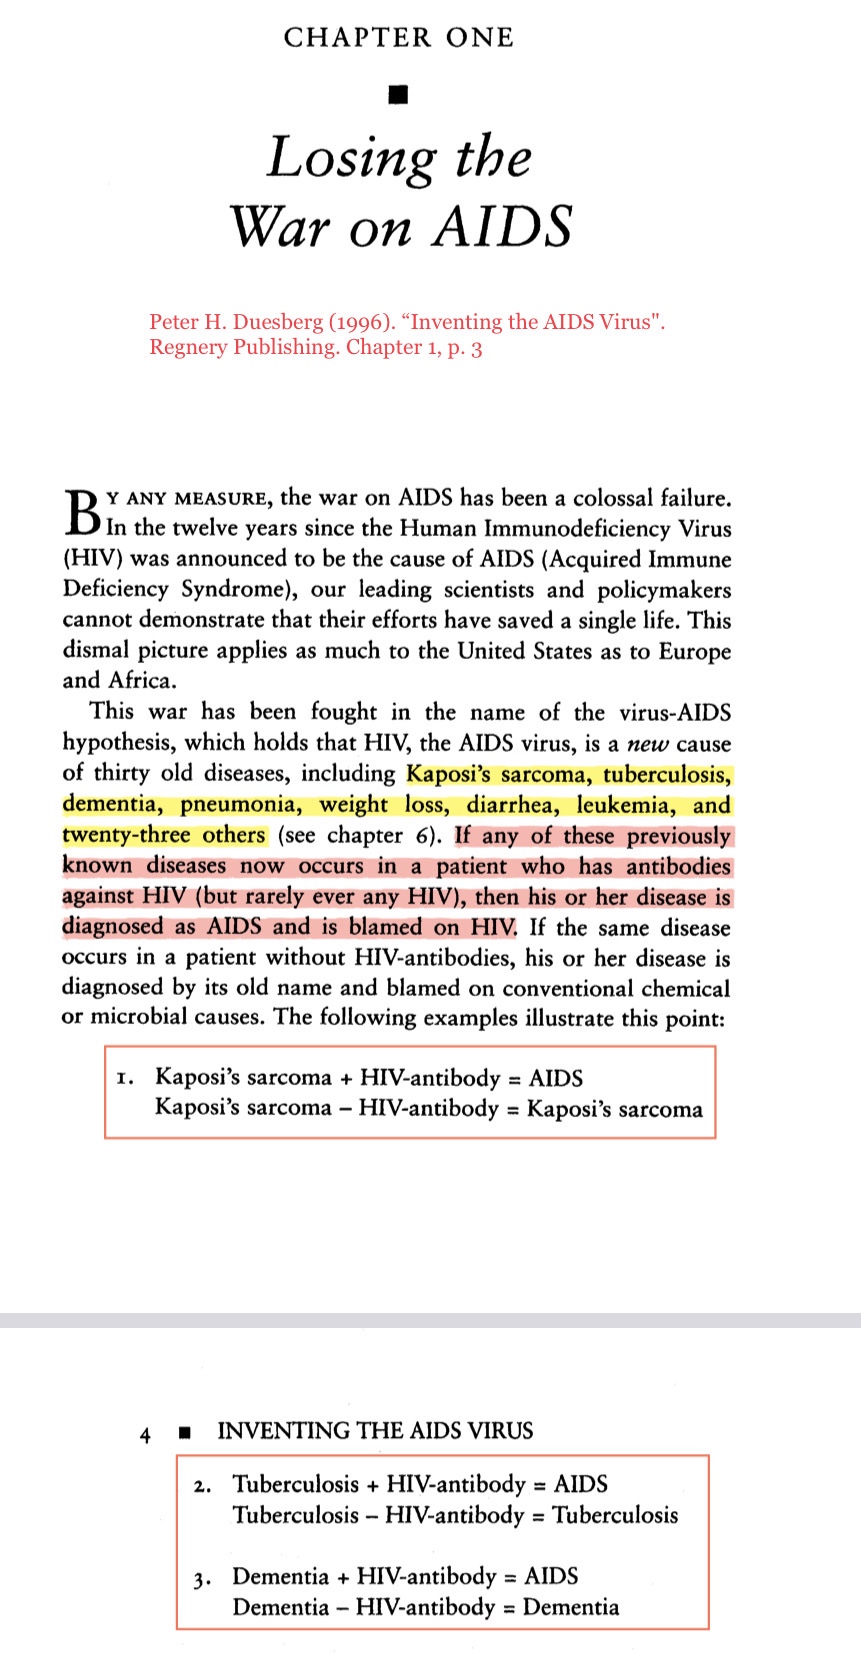 CHAPTER ONE
Losing the
War on AIDS
Peter H. Duesberg (1996). “Inventing the AIDS Virus".
Regnery Publishing. Chapter 1, p. 3
BY ANY MEASURE, the war on AIDS has been a colossal failure.
In the twelve years since the Human Immunodeficiency Virus
(HIV) was announced to be the cause of AIDS (Acquired Immune
Deficiency Syndrome), our leading scientists and policymakers
cannot demonstrate that their efforts have saved a single life. This
dismal picture applies as much to the United States as to Europe
and Africa.
This war has been fought in the name of the virus-AIDS
hypothesis, which holds that HIV, the AIDS virus, is a new cause
of thirty old diseases, including Kaposi’s sarcoma, tuberculosis,
dementia, pneumonia, weight loss, diarrhea, leukemia, and
twenty-three others (see chapter 6). If any of these previously
known diseases now occurs in a patient who has antibodies
against HIV (but rarely ever any HIV), then his or her disease is
diagnosed as AIDS and is blamed on HIV. If the same disease
occurs in a patient without HIV-antibodies, his or her disease is
diagnosed by its old name and blamed on conventional chemical
or microbial causes. The following examples illustrate this point:
1. Kaposi’s sarcoma + HIV-antibody = AIDS
Kaposi’s sarcoma – HIV-antibody = Kaposi’s sarcoma
4 ■ INVENTING THE AIDS VIRUS
2. Tuberculosis + HIV-antibody = AIDS
Tuberculosis – HIV-antibody = Tuberculosis
3. Dementia + HIV-antibody = AIDS
Dementia – HIV-antibody = Dementia